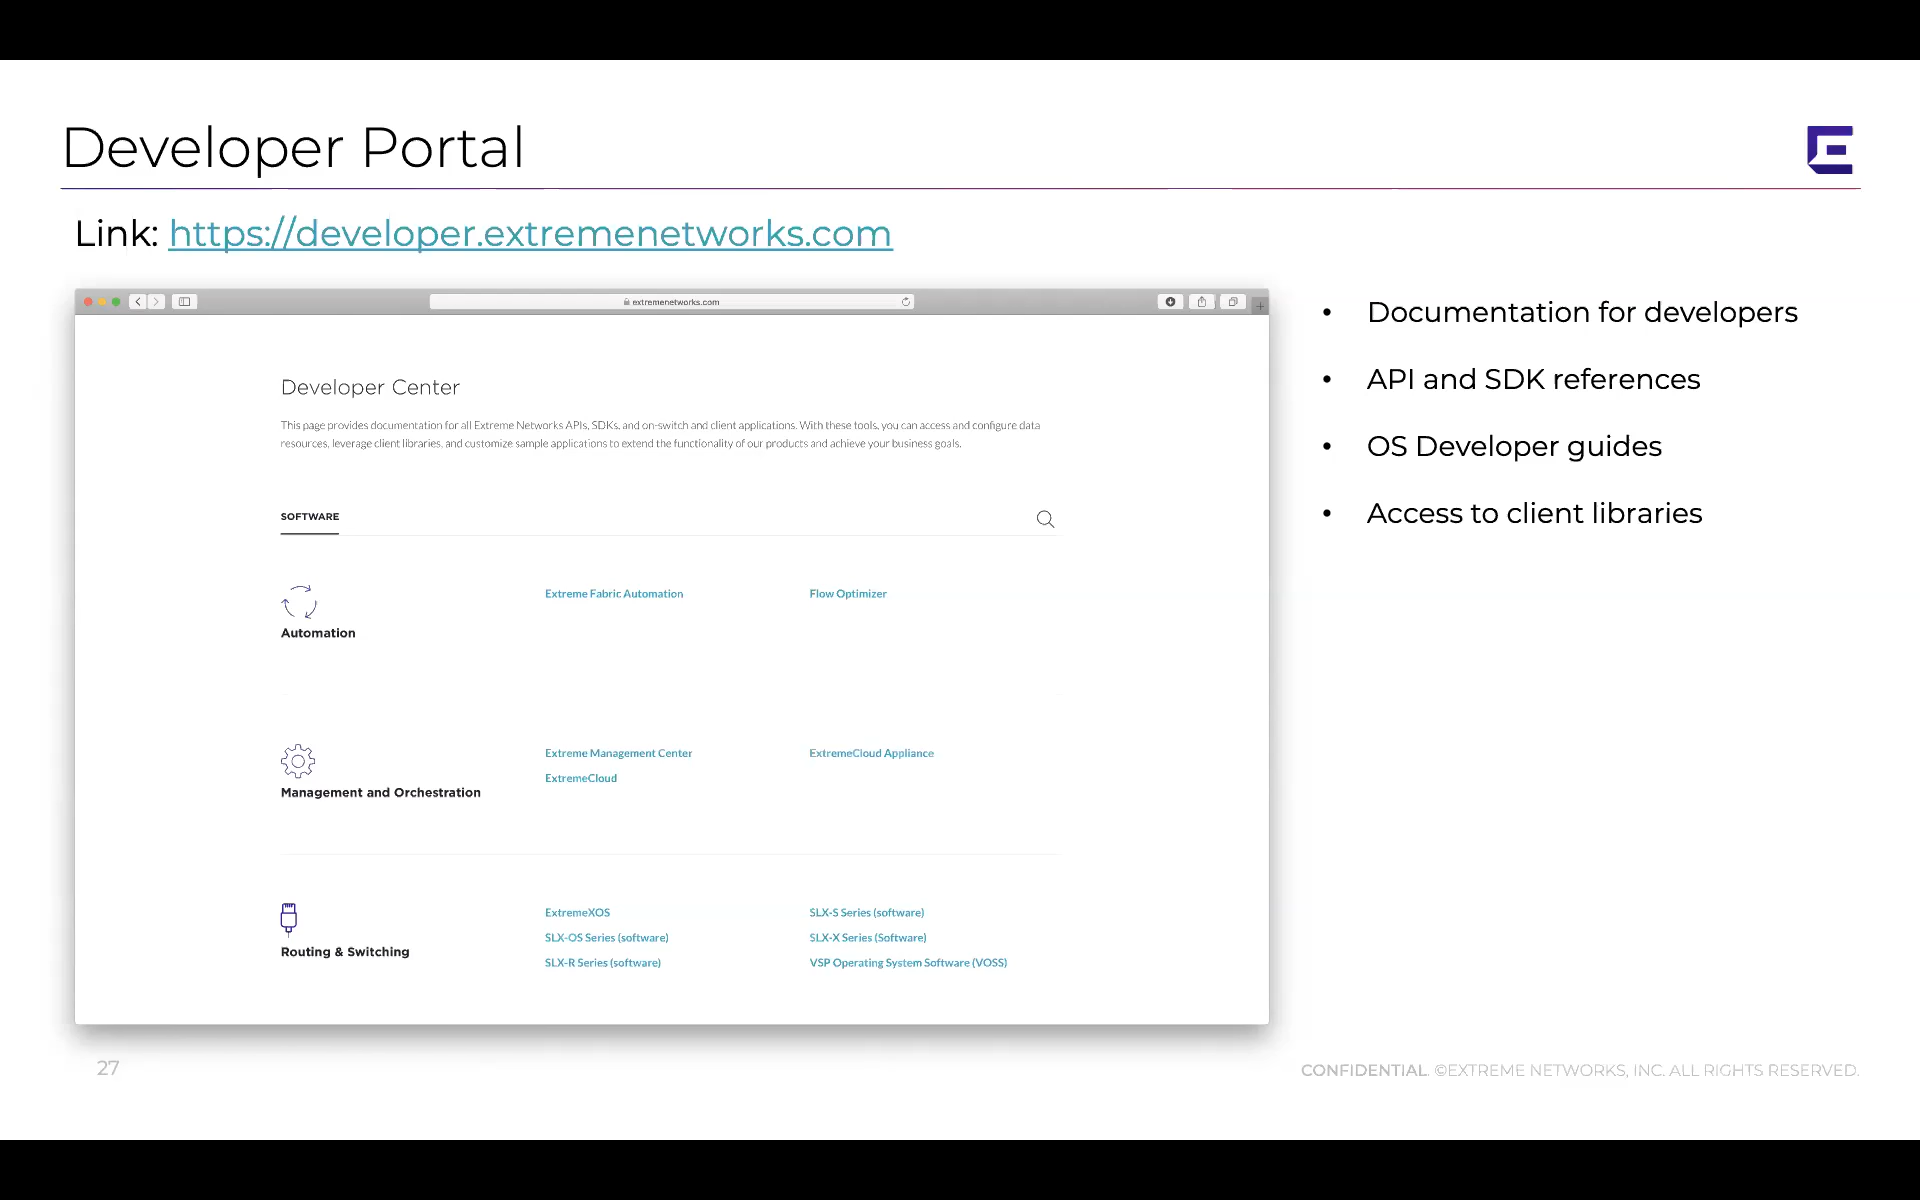 Developer Portal
Link: https://developer.extremenetworks.com
extremenetworks.com
Developer Center
This page provides documentation for all Extreme Networks APIs, SDKs, and on-switch and client applications. With these tools, you can access and configure data
resources, leverage client libraries, and customize sample applications to extend the functionality of our products and achieve your business goals.
SOFTWARE
Automation
Extreme Fabric Automation
Flow Optimizer
Management and Orchestration
Extreme Management Center
ExtremeCloud
ExtremeCloud Appliance
Routing & Switching
ExtremeXOS
SLX-OS Series (software)
SLX-R Series (software)
SLX-S Series (software)
SLX-X Series (Software)
VSP Operating System Software (VOSS)
• Documentation for developers
• API and SDK references
• OS Developer guides
• Access to client libraries
27
CONFIDENTIAL. ©EXTREME NETWORKS, INC. ALL RIGHTS RESERVED.